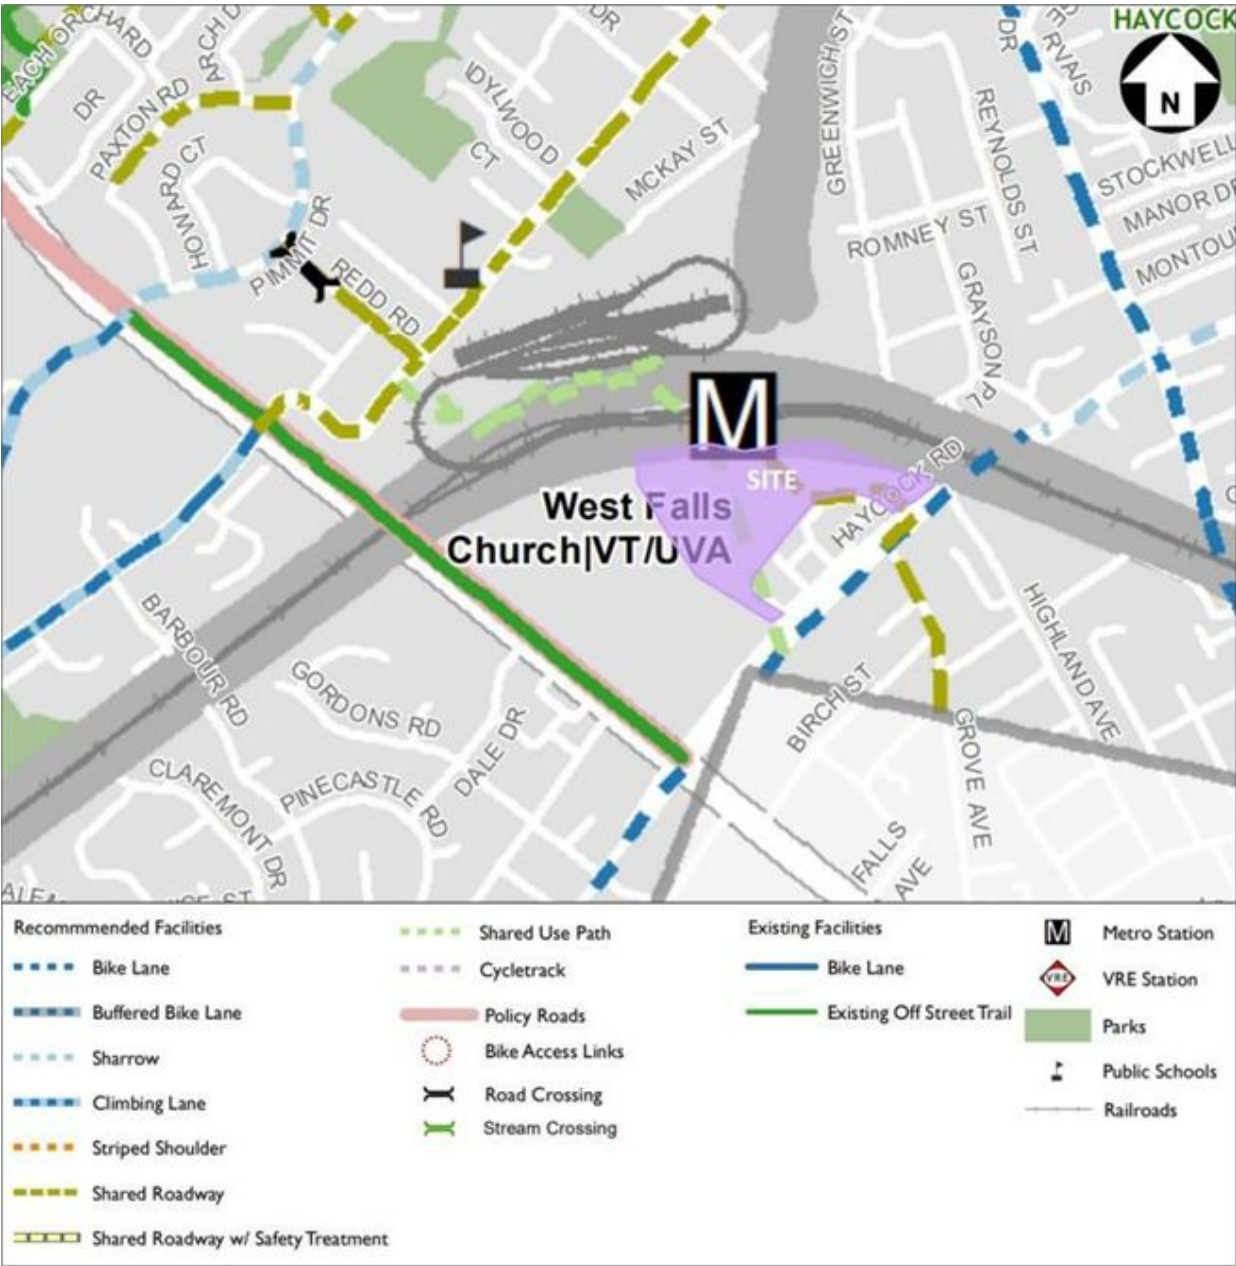 HAYCOCK
N
EACH ORCHARD
DR
ARCH D
PAXTON RD
HOWARD CT
PIMMIT DR
REDD RD
DR
IDYLWOOD
CT
MCKAY ST
GREENWICH ST
REYNOLDS ST
DR
ERVAIS
STOCKWELL
MANOR DR
MONTOU
ROMNEY ST
GRAYSON PL
M
SITE
HAYCOCK RD
West Falls
Church|VT/UVA
HIGHLAND AVE
BARBOUR RD
GORDONS RD
DALE DR
BIRCH ST
GROVE AVE
CLAREMONT DR
PINECASTLE RD
FALLS
AVE
Recommmended Facilities
Bike Lane
Buffered Bike Lane
Sharrow
Climbing Lane
Striped Shoulder
Shared Roadway
Shared Roadway w/ Safety Treatment
Shared Use Path
Cycletrack
Policy Roads
Bike Access Links
Road Crossing
Stream Crossing
Existing Facilities
Bike Lane
Existing Off Street Trail
M
Metro Station
VRE
VRE Station
Parks
Public Schools
Railroads